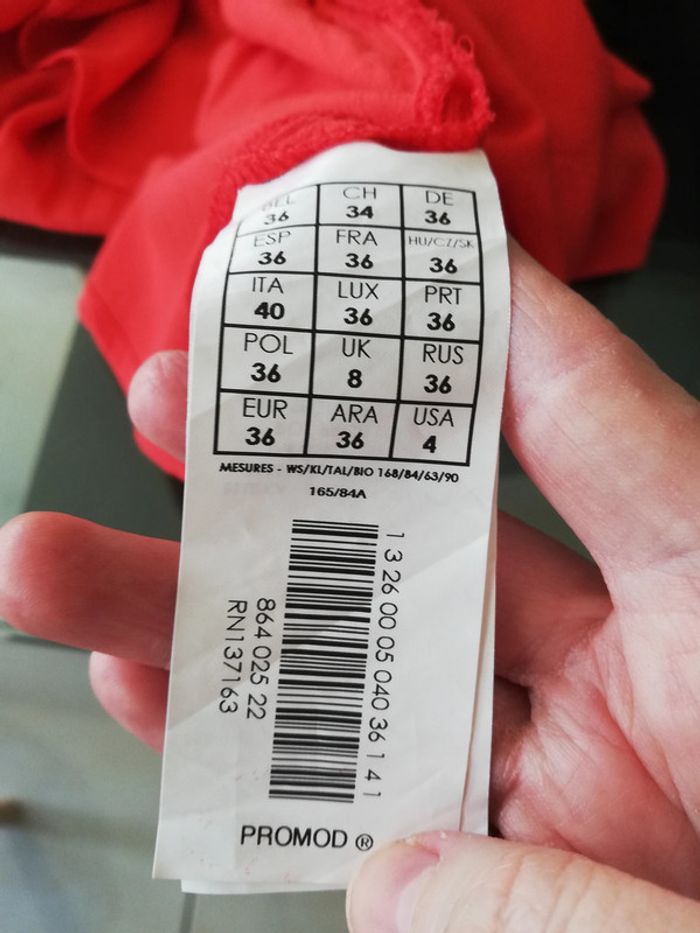 BEL CH DE
36 34 36
ESP FRA HU/CZ/SK
36 36 36
ITA LUX PRT
40 36 36
POL UK RUS
36 8 36
EUR ARA USA
36 36 4
MESURES - WS/KL/TAL/BIO 168/84/63/90
165/84A
1 3 26 00 05 040 36 1 4 1
864 025 22
RN137163
PROMOD ®